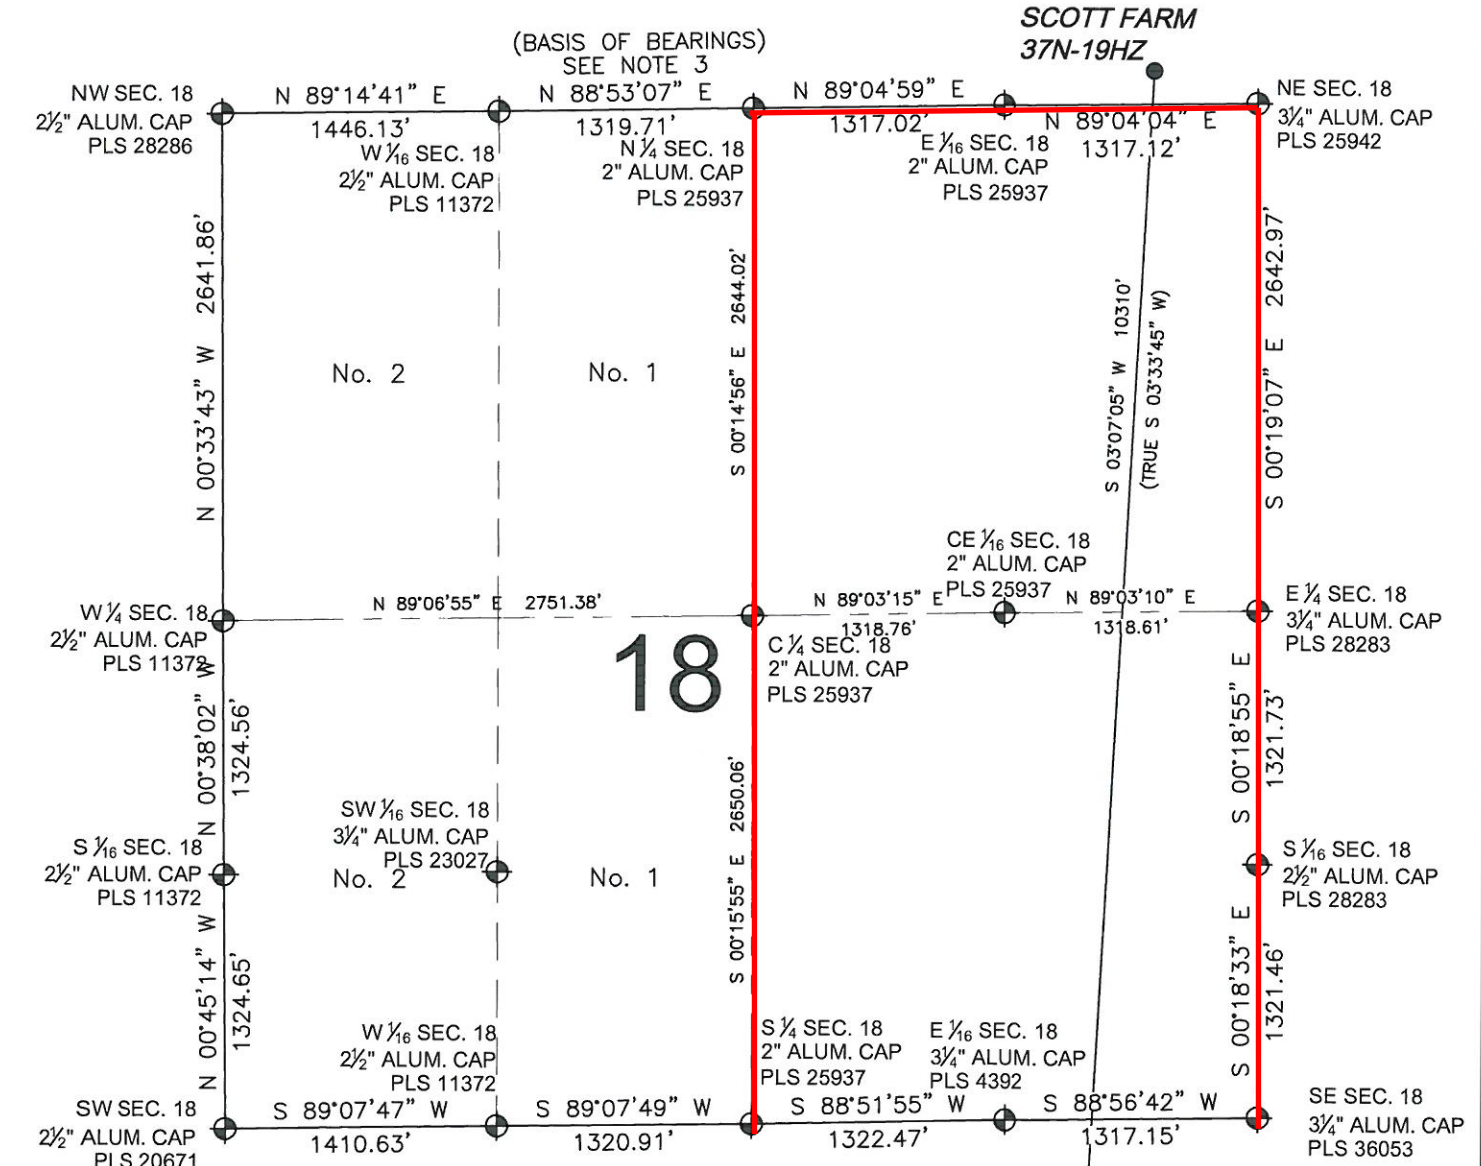 SCOTT FARM
37N-19HZ
(BASIS OF BEARINGS)
SEE NOTE 3
NW SEC. 18
2½" ALUM. CAP
PLS 28286
N 89°14'41" E
1446.13'
N 88°53'07" E
1319.71'
N 89°04'59" E
1317.02'
N 89°04'04" E
1317.12'
NE SEC. 18
3¼" ALUM. CAP
PLS 25942
W 1⁄16 SEC. 18
2½" ALUM. CAP
PLS 11372
N ¼ SEC. 18
2" ALUM. CAP
PLS 25937
E 1⁄16 SEC. 18
2" ALUM. CAP
PLS 25937
N 00°33'43" W 2641.86'
No. 2
No. 1
S 00°14'56" E 2644.02'
S 03°07'05" W 10310'
(TRUE S 03°33'45" W)
S 00°19'07" E 2642.97'
CE 1⁄16 SEC. 18
2" ALUM. CAP
PLS 25937
W ¼ SEC. 18
2½" ALUM. CAP
PLS 11372
N 89°06'55" E 2751.38'
N 89°03'15" E
1318.76'
N 89°03'10" E
1318.61'
E ¼ SEC. 18
3¼" ALUM. CAP
PLS 28283
18
C ¼ SEC. 18
2" ALUM. CAP
PLS 25937
N 00°38'02" W
1324.56'
S 00°18'55" E
1321.73'
SW 1⁄16 SEC. 18
3¼" ALUM. CAP
PLS 23027
S 1⁄16 SEC. 18
2½" ALUM. CAP
PLS 11372
No. 2
No. 1
S 00°15'55" E 2650.06'
S 1⁄16 SEC. 18
2½" ALUM. CAP
PLS 28283
N 00°45'14" W
1324.65'
S 00°18'33" E
1321.46'
W 1⁄16 SEC. 18
2½" ALUM. CAP
PLS 11372
S ¼ SEC. 18
2" ALUM. CAP
PLS 25937
E 1⁄16 SEC. 18
3¼" ALUM. CAP
PLS 4392
SW SEC. 18
2½" ALUM. CAP
PLS 20671
S 89°07'47" W
1410.63'
S 89°07'49" W
1320.91'
S 88°51'55" W
1322.47'
S 88°56'42" W
1317.15'
SE SEC. 18
3¼" ALUM. CAP
PLS 36053